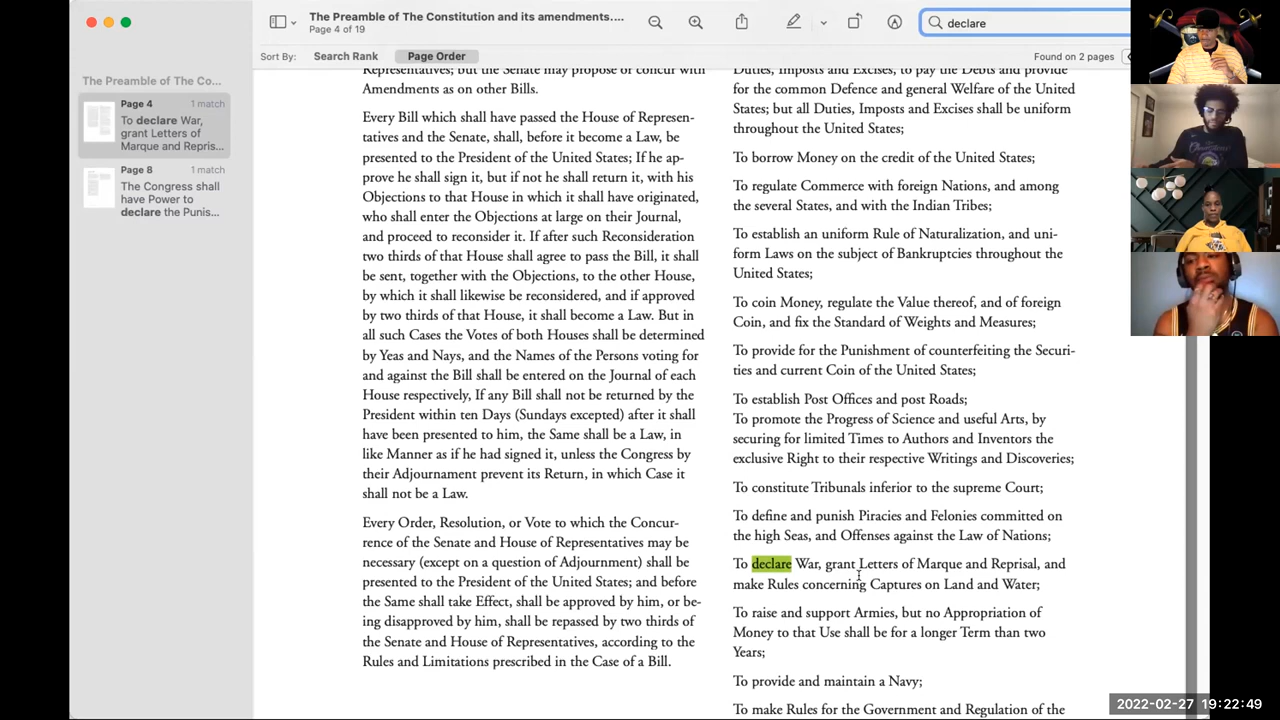 The Preamble of The Constitution and its amendments....
Page 4 of 19
declare
Sort By:
Search Rank
Page Order
Found on 2 pages
The Preamble of The Co...
Page 4
1 match
To declare War,
grant Letters of
Marque and Repris...
Page 8
1 match
The Congress shall
have Power to
declare the Punis...
Representatives; but the Senate may propose or concur with
Amendments as on other Bills.
Every Bill which shall have passed the House of Represen-
tatives and the Senate, shall, before it become a Law, be
presented to the President of the United States; If he ap-
prove he shall sign it, but if not he shall return it, with his
Objections to that House in which it shall have originated,
who shall enter the Objections at large on their Journal,
and proceed to reconsider it. If after such Reconsideration
two thirds of that House shall agree to pass the Bill, it shall
be sent, together with the Objections, to the other House,
by which it shall likewise be reconsidered, and if approved
by two thirds of that House, it shall become a Law. But in
all such Cases the Votes of both Houses shall be determined
by Yeas and Nays, and the Names of the Persons voting for
and against the Bill shall be entered on the Journal of each
House respectively, If any Bill shall not be returned by the
President within ten Days (Sundays excepted) after it shall
have been presented to him, the Same shall be a Law, in
like Manner as if he had signed it, unless the Congress by
their Adjournament prevent its Return, in which Case it
shall not be a Law.
Every Order, Resolution, or Vote to which the Concur-
rence of the Senate and House of Representatives may be
necessary (except on a question of Adjournment) shall be
presented to the President of the United States; and before
the Same shall take Effect, shall be approved by him, or be-
ing disapproved by him, shall be repassed by two thirds of
the Senate and House of Representatives, according to the
Rules and Limitations prescribed in the Case of a Bill.
Duties, Imposts and Excises, to pay the Debts and provide
for the common Defence and general Welfare of the United
States; but all Duties, Imposts and Excises shall be uniform
throughout the United States;
To borrow Money on the credit of the United States;
To regulate Commerce with foreign Nations, and among
the several States, and with the Indian Tribes;
To establish an uniform Rule of Naturalization, and uni-
form Laws on the subject of Bankruptcies throughout the
United States;
To coin Money, regulate the Value thereof, and of foreign
Coin, and fix the Standard of Weights and Measures;
To provide for the Punishment of counterfeiting the Securi-
ties and current Coin of the United States;
To establish Post Offices and post Roads;
To promote the Progress of Science and useful Arts, by
securing for limited Times to Authors and Inventors the
exclusive Right to their respective Writings and Discoveries;
To constitute Tribunals inferior to the supreme Court;
To define and punish Piracies and Felonies committed on
the high Seas, and Offenses against the Law of Nations;
To declare War, grant Letters of Marque and Reprisal, and
make Rules concerning Captures on Land and Water;
To raise and support Armies, but no Appropriation of
Money to that Use shall be for a longer Term than two
Years;
To provide and maintain a Navy;
To make Rules for the Government and Regulation of the
2022-02-27 19:22:49